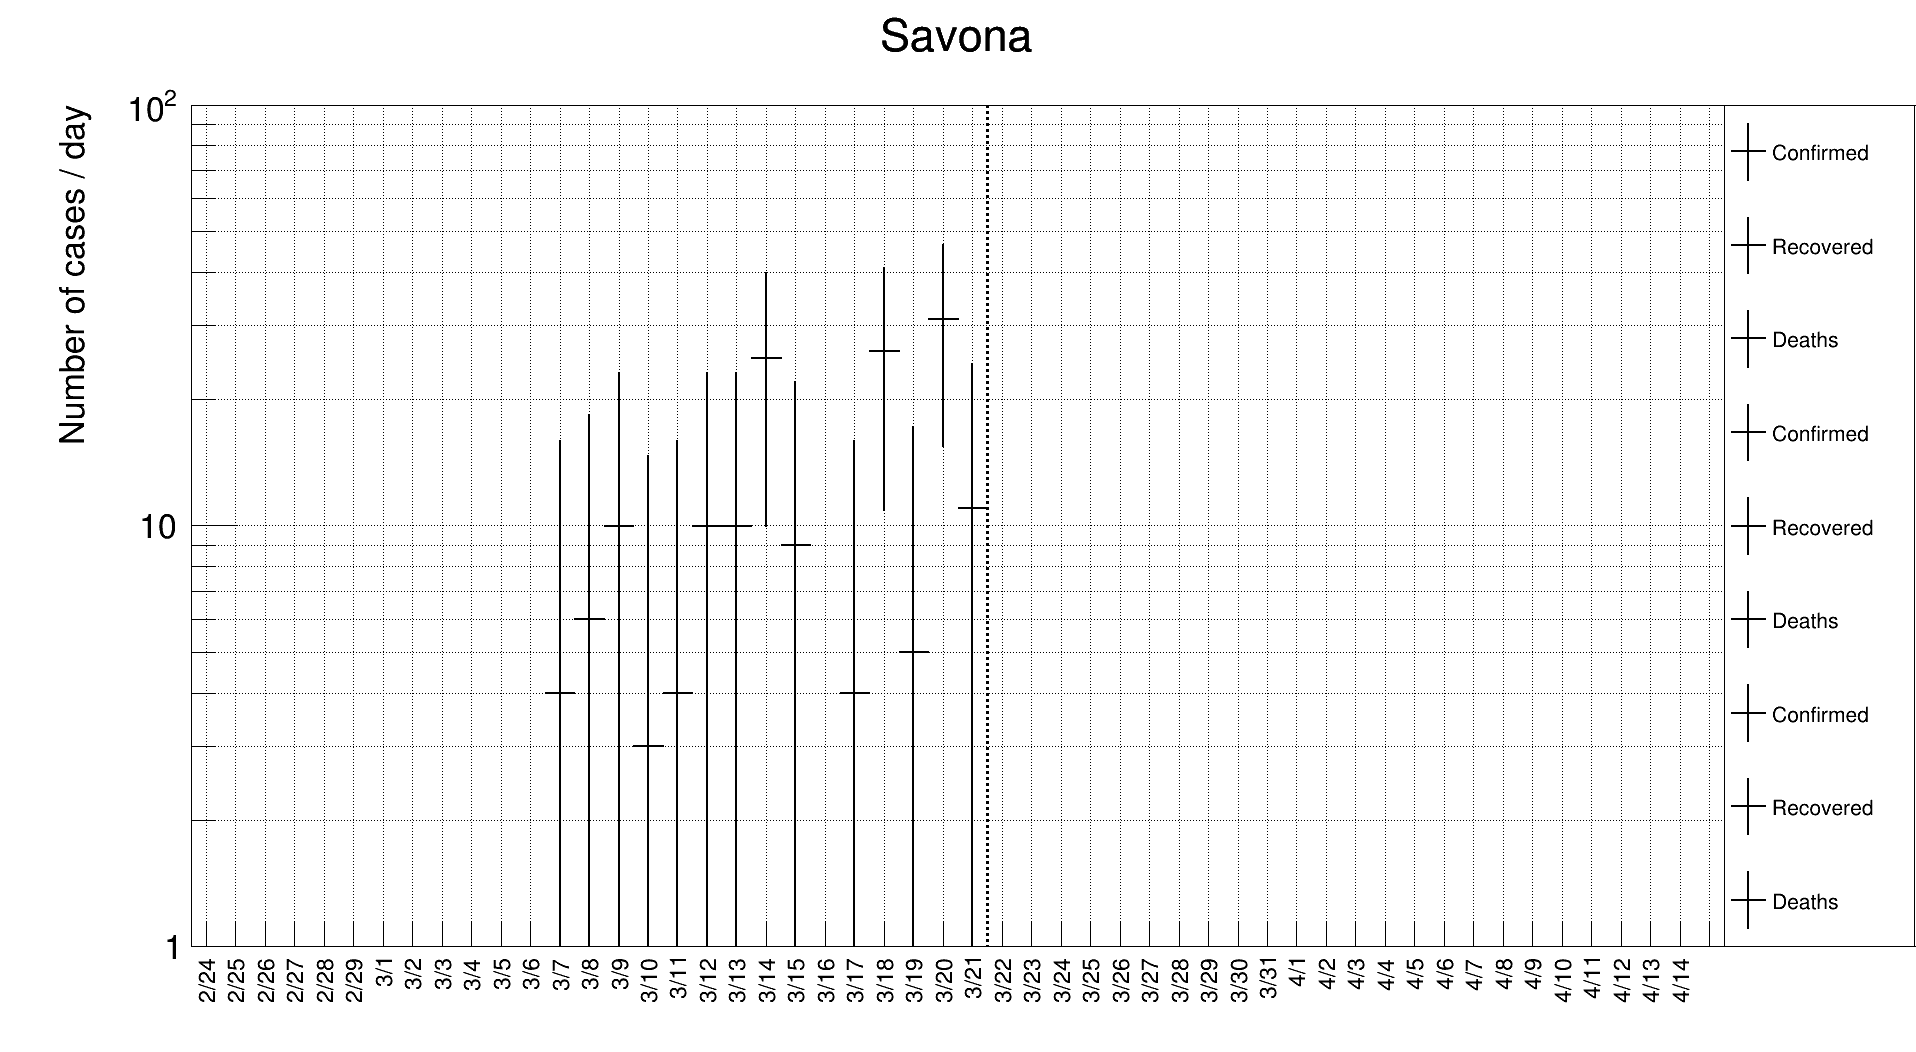 Savona
Number of cases / day
10²
10
1
2/24 2/25 2/26 2/27 2/28 2/29 3/1 3/2 3/3 3/4 3/5 3/6 3/7 3/8 3/9 3/10 3/11 3/12 3/13 3/14 3/15 3/16 3/17 3/18 3/19 3/20 3/21 3/22 3/23 3/24 3/25 3/26 3/27 3/28 3/29 3/30 3/31 4/1 4/2 4/3 4/4 4/5 4/6 4/7 4/8 4/9 4/10 4/11 4/12 4/13 4/14
Confirmed
Recovered
Deaths
Confirmed
Recovered
Deaths
Confirmed
Recovered
Deaths